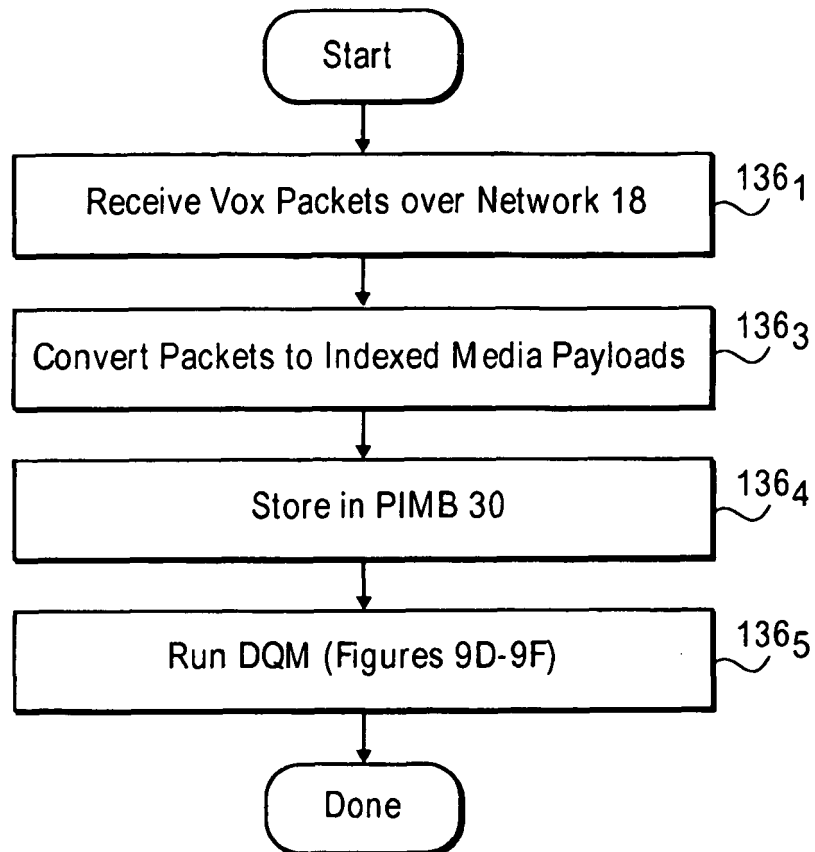 Start
Receive Vox Packets over Network 18
136₁
Convert Packets to Indexed Media Payloads
136₃
Store in PIMB 30
136₄
Run DQM (Figures 9D-9F)
136₅
Done